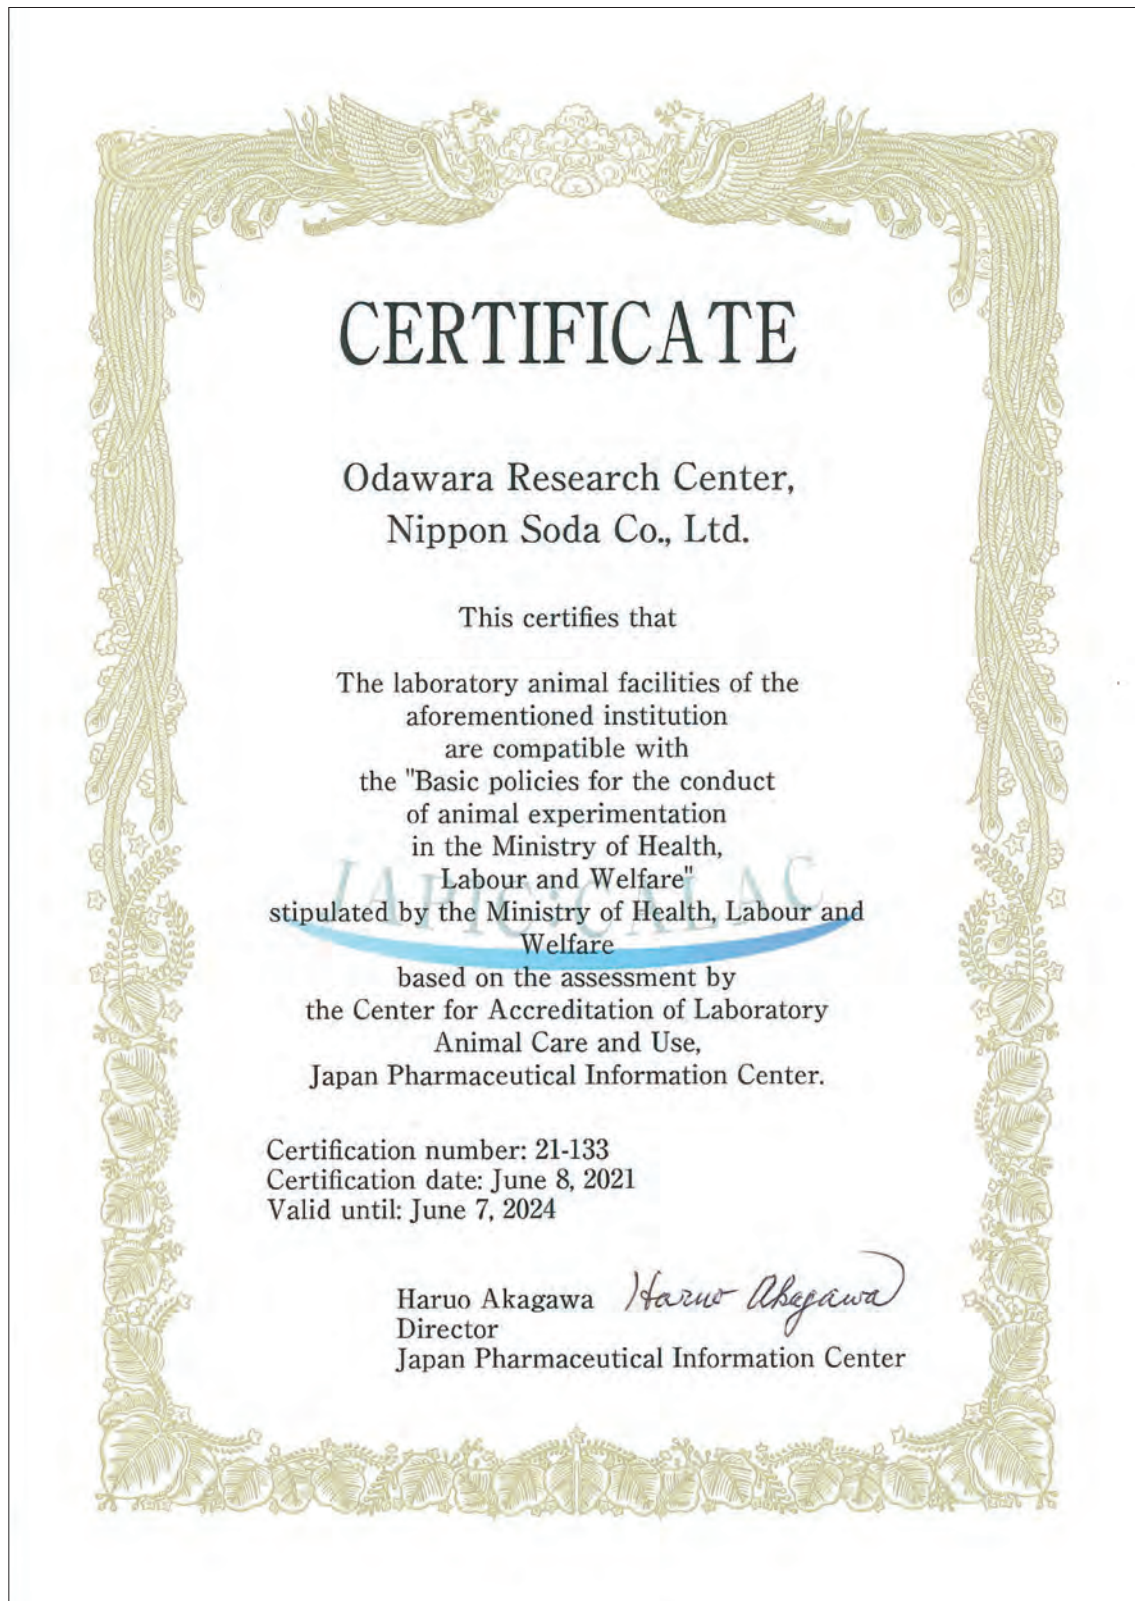 CERTIFICATE
Odawara Research Center,
Nippon Soda Co., Ltd.
This certifies that
The laboratory animal facilities of the
aforementioned institution
are compatible with
the "Basic policies for the conduct
of animal experimentation
in the Ministry of Health,
Labour and Welfare"
JAPIC:CALAC
stipulated by the Ministry of Health, Labour and
Welfare
based on the assessment by
the Center for Accreditation of Laboratory
Animal Care and Use,
Japan Pharmaceutical Information Center.
Certification number: 21-133
Certification date: June 8, 2021
Valid until: June 7, 2024
Haruo Akagawa Haruo Akagawa
Director
Japan Pharmaceutical Information Center